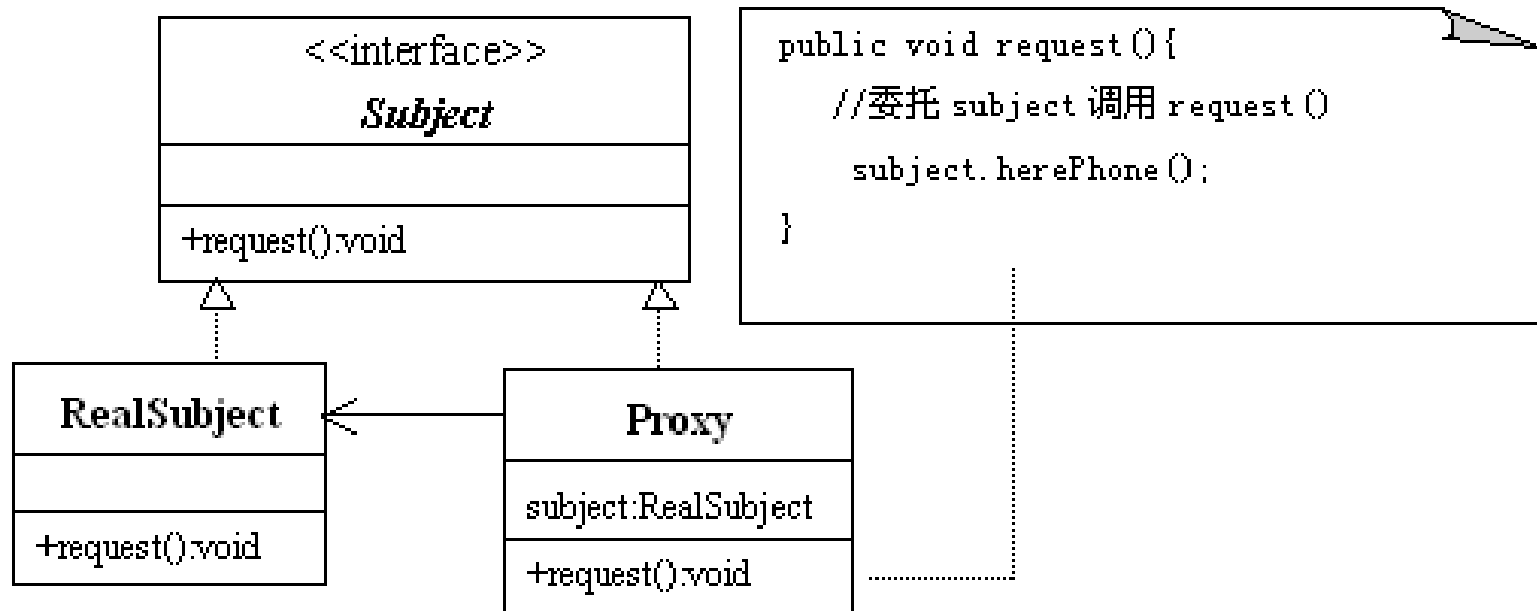 <<interface>>
Subject
+request():void
public void request(){
//委托 subject 调用 request()
subject.herePhone();
}
RealSubject
+request():void
Proxy
subject:RealSubject
+request():void